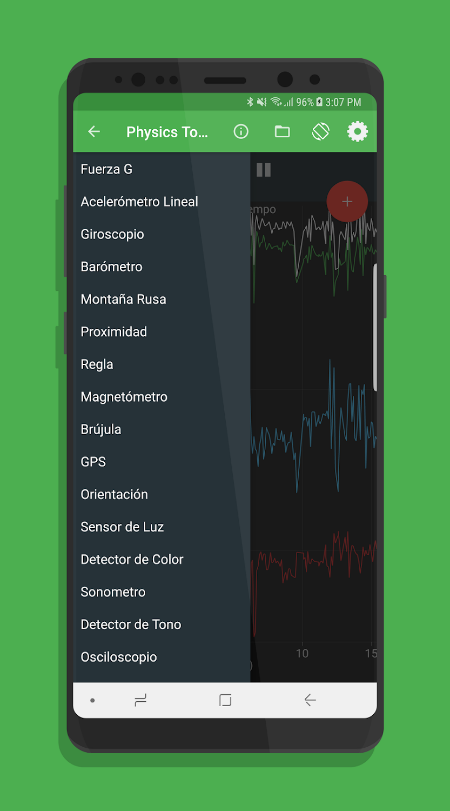 96% 3:07 PM
Physics To...
Fuerza G
Acelerómetro Lineal
empo
Giroscopio
Barómetro
Montaña Rusa
Proximidad
Regla
Magnetómetro
Brújula
GPS
Orientación
Sensor de Luz
Detector de Color
Sonometro
Detector de Tono
Osciloscopio
10 15